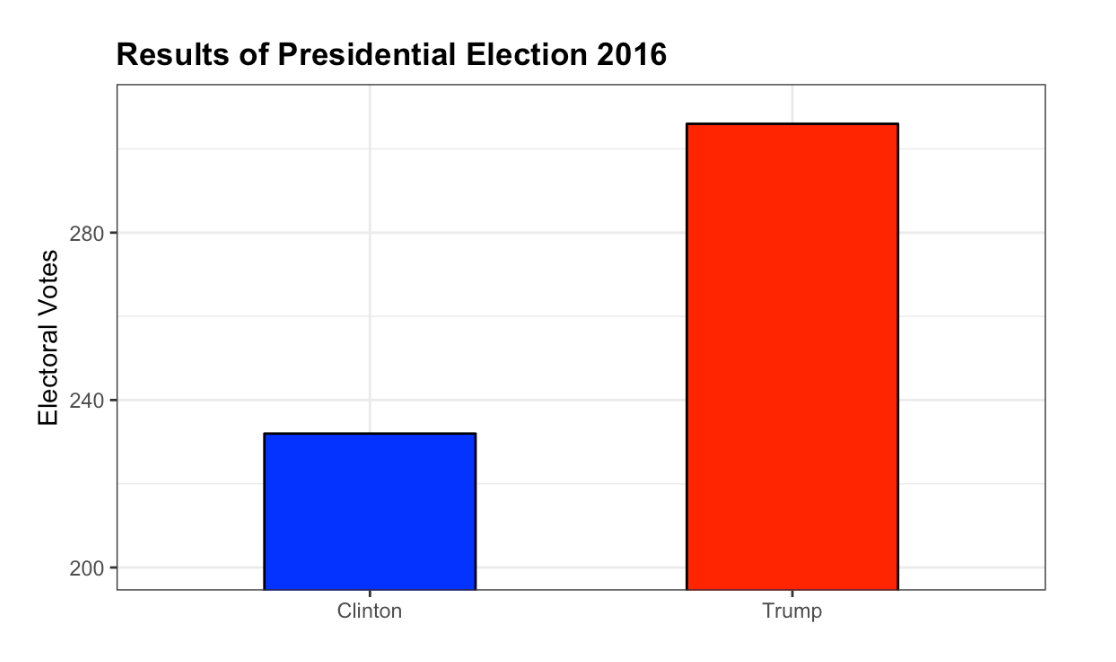 Results of Presidential Election 2016
Electoral Votes
280
240
200
Clinton
Trump